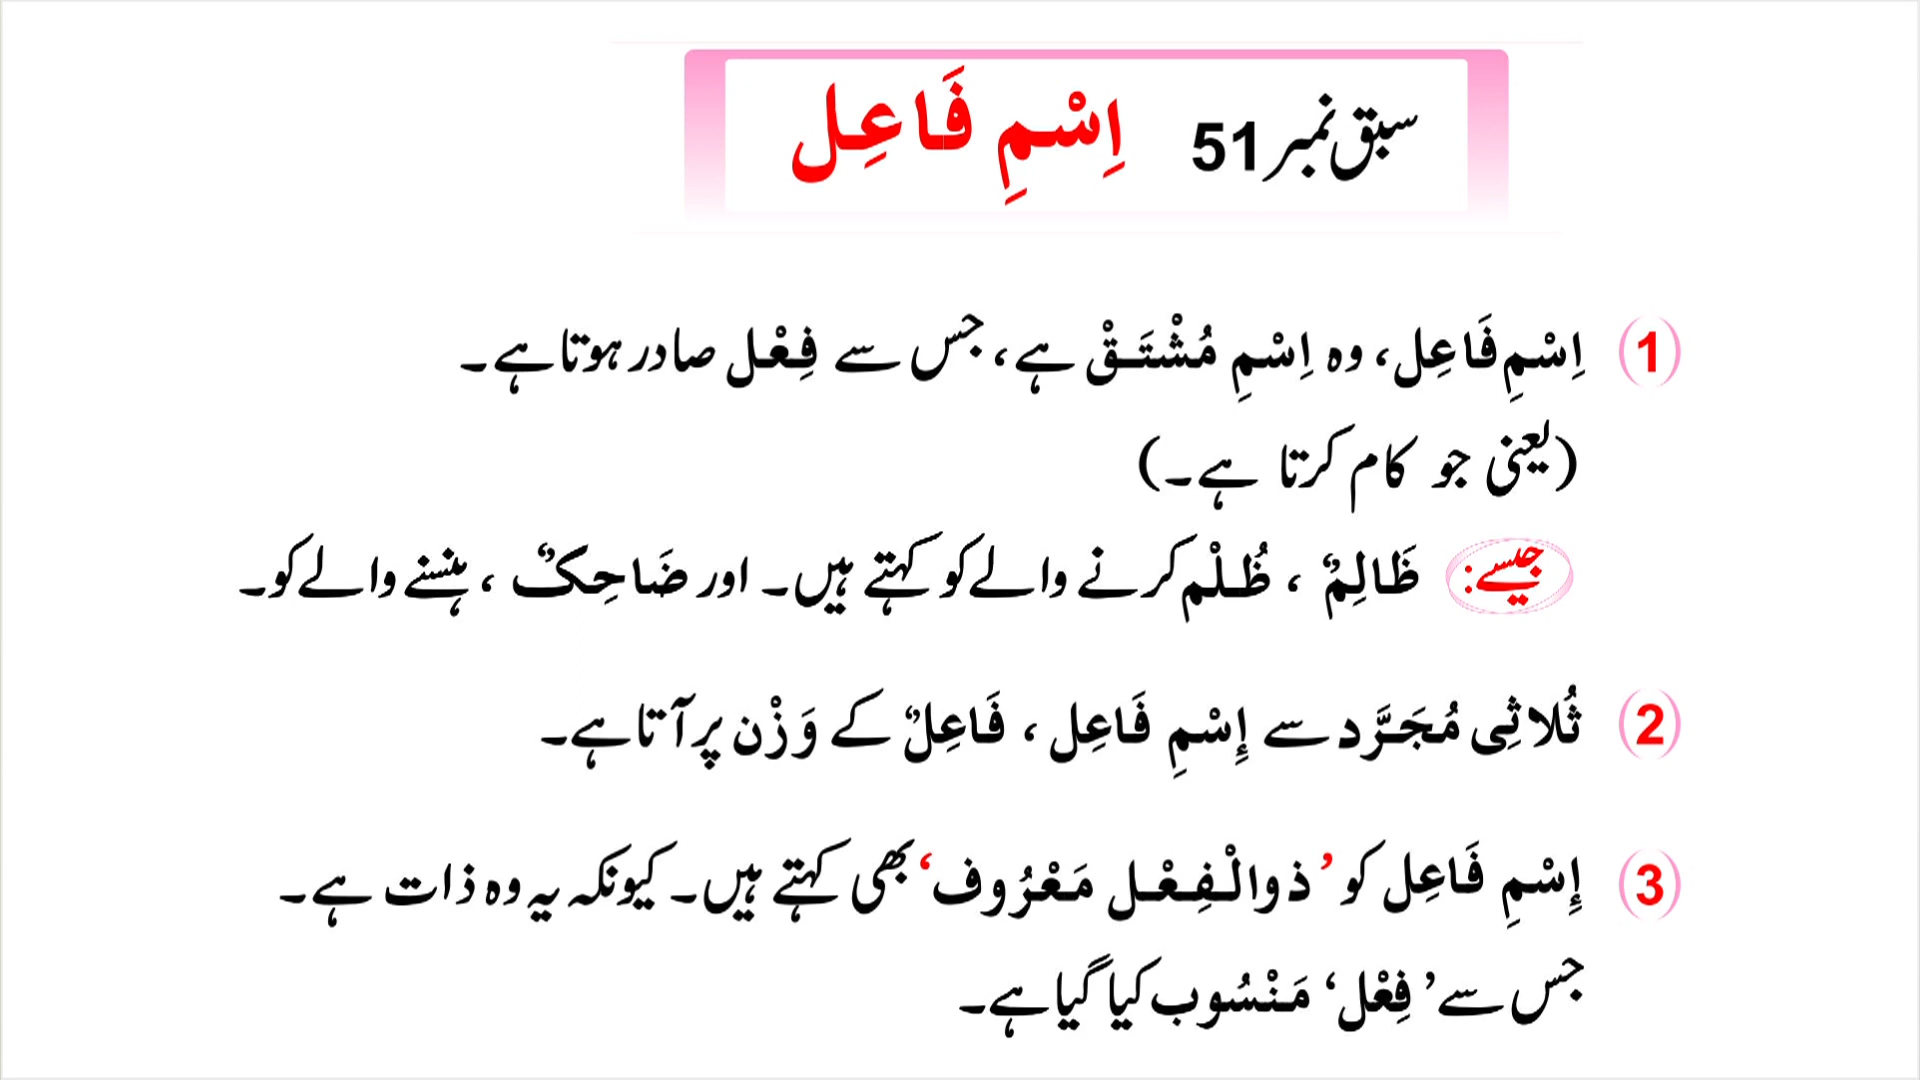 سبق نمبر 51 اِسْمِ فَاعِل
1 اِسْمِ فَاعِل، وہ اِسْمِ مُشْتَقْ ہے، جس سے فِعْل صادر ہوتا ہے۔
(یعنی جو کام کرتا ہے۔)
جیسے: ظَالِمٌ ، ظُلْم کرنے والے کو کہتے ہیں۔ اور ضَاحِکٌ ، ہنسنے والے کو۔
2 ثُلاثِی مُجَرَّد سے إِسْمِ فَاعِل ، فَاعِلٌ کے وَزْن پر آتا ہے۔
3 إِسْمِ فَاعِل کو ’ذوالْفِعْل مَعْرُوف‘ بھی کہتے ہیں۔ کیونکہ یہ وہ ذات ہے۔
جس سے ’فِعْل‘ مَنْسُوب کیا گیا ہے۔